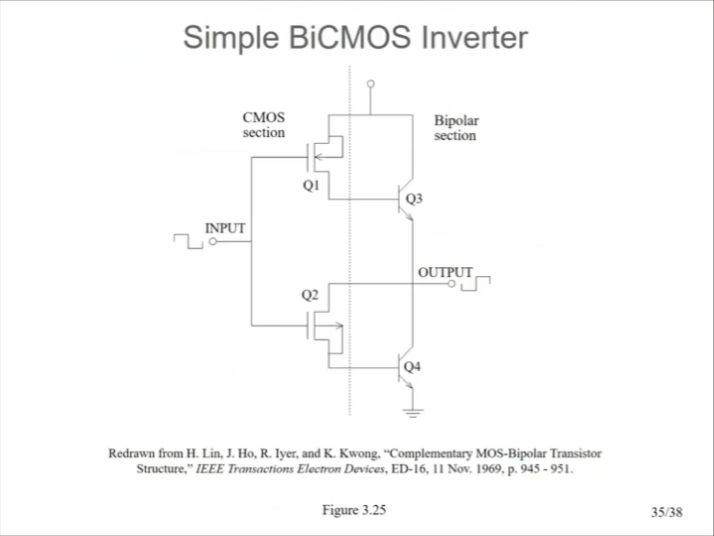 Simple BiCMOS Inverter
CMOS
section
Bipolar
section
Q1
Q3
INPUT
OUTPUT
Q2
Q4
Redrawn from H. Lin, J. Ho, R. Iyer, and K. Kwong, “Complementary MOS-Bipolar Transistor
Structure,” IEEE Transactions Electron Devices, ED-16, 11 Nov. 1969, p. 945 - 951.
Figure 3.25
35/38